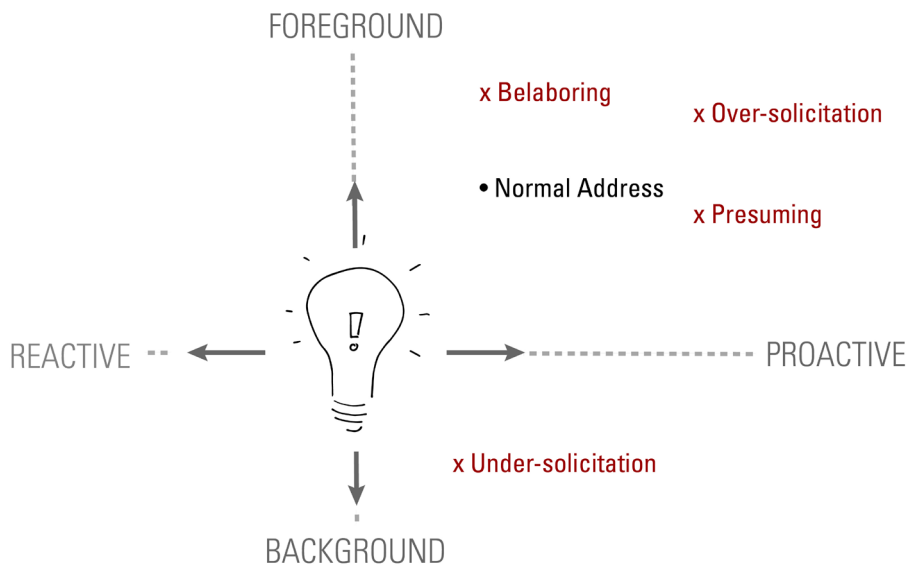 FOREGROUND
x Belaboring
x Over-solicitation
• Normal Address
x Presuming
!
REACTIVE
PROACTIVE
x Under-solicitation
BACKGROUND